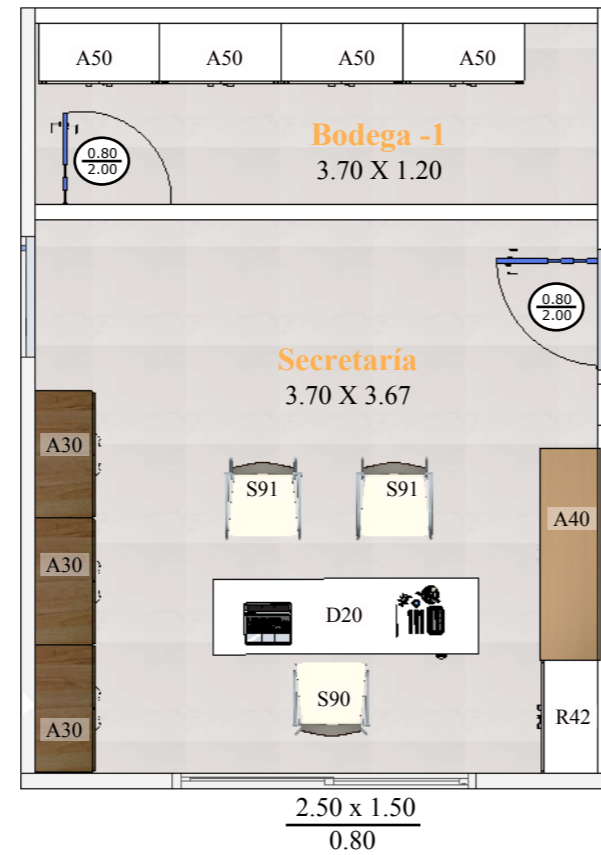 A50 A50 A50 A50
Bodega -1
0.80
2.00
3.70 X 1.20
0.80
2.00
Secretaría
3.70 X 3.67
A30
S91 S91
A40
A30
D20
S90
R42
A30
2.50 x 1.50
0.80